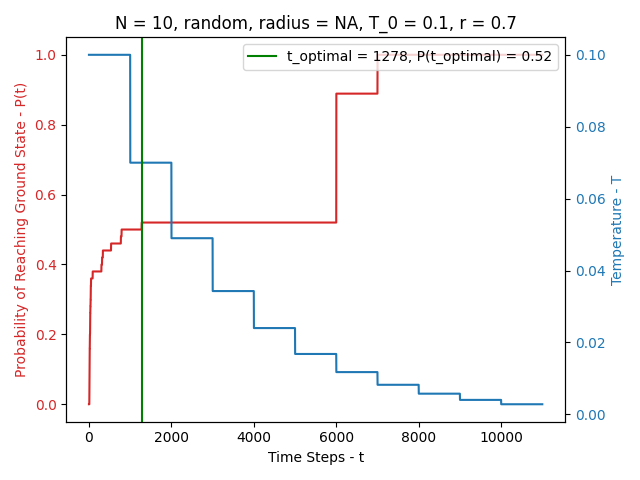 N = 10, random, radius = NA, T_0 = 0.1, r = 0.7
t_optimal = 1278, P(t_optimal) = 0.52
Probability of Reaching Ground State - P(t)
1.0
0.8
0.6
0.4
0.2
0.0
0.10
0.08
0.06
0.04
0.02
0.00
Temperature - T
0 2000 4000 6000 8000 10000
Time Steps - t